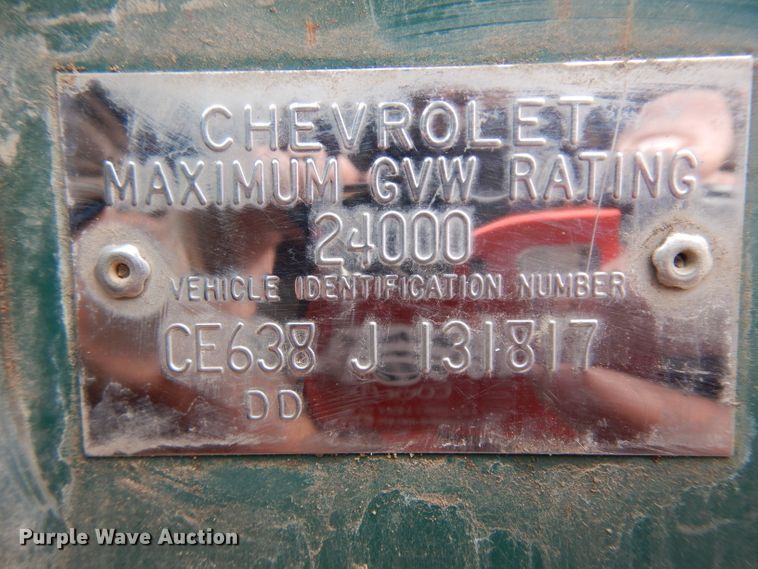 CHEVROLET
MAXIMUM GVW RATING
24000
VEHICLE IDENTIFICATION NUMBER
CE638 J 131817
DD
Purple Wave Auction